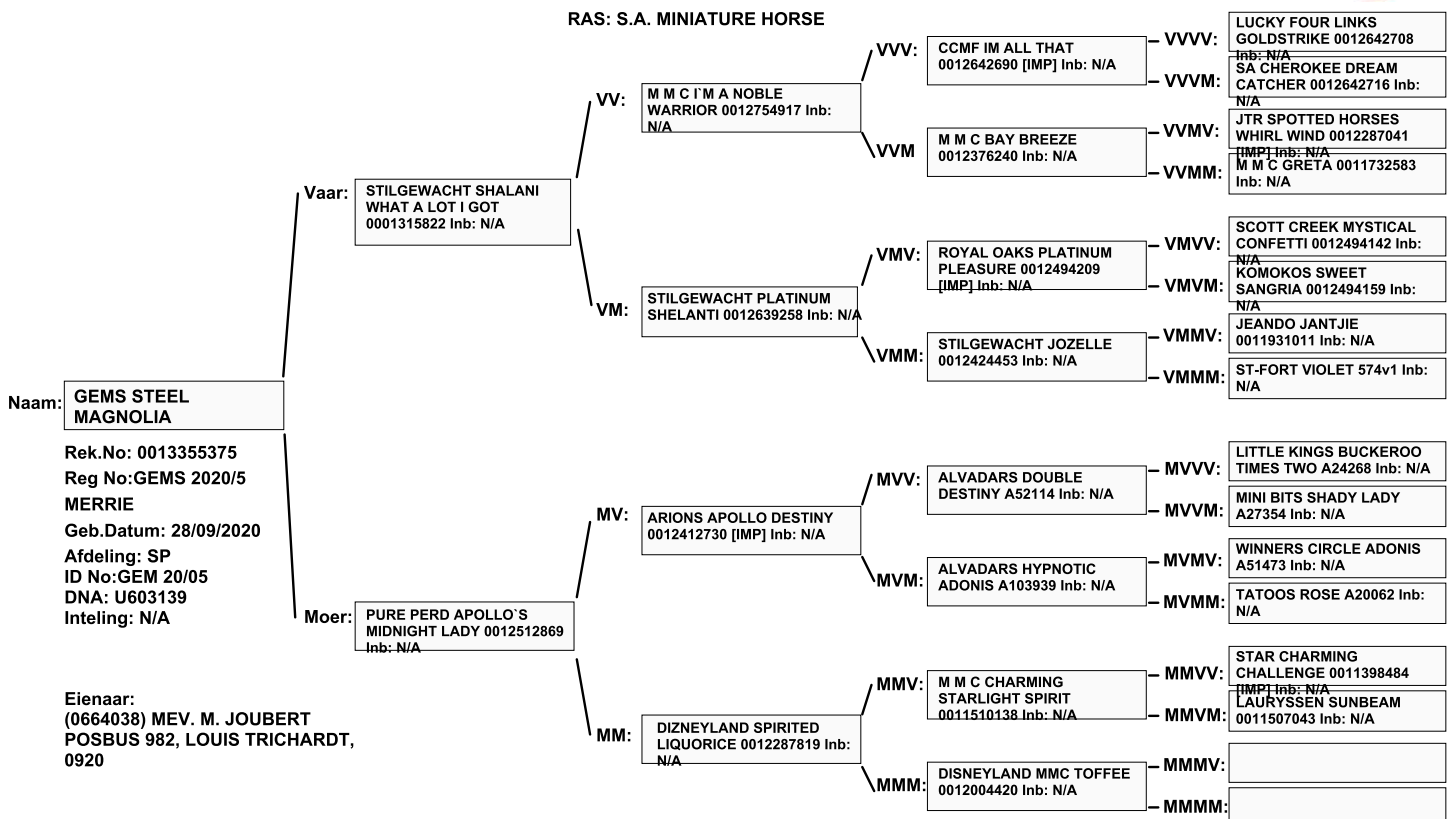 RAS: S.A. MINIATURE HORSE
Naam:
GEMS STEEL
MAGNOLIA
Rek.No: 0013355375
Reg No:GEMS 2020/5
MERRIE
Geb.Datum: 28/09/2020
Afdeling: SP
ID No:GEM 20/05
DNA: U603139
Inteling: N/A
Eienaar:
(0664038) MEV. M. JOUBERT
POSBUS 982, LOUIS TRICHARDT,
0920
Vaar:
STILGEWACHT SHALANI
WHAT A LOT I GOT
0001315822 Inb: N/A
Moer:
PURE PERD APOLLO`S
MIDNIGHT LADY 0012512869
Inb: N/A
VV:
M M C I`M A NOBLE
WARRIOR 0012754917 Inb:
N/A
VM:
STILGEWACHT PLATINUM
SHELANTI 0012639258 Inb: N/A
MV:
ARIONS APOLLO DESTINY
0012412730 [IMP] Inb: N/A
MM:
DIZNEYLAND SPIRITED
LIQUORICE 0012287819 Inb:
N/A
VVV:
CCMF IM ALL THAT
0012642690 [IMP] Inb: N/A
VVM
M M C BAY BREEZE
0012376240 Inb: N/A
VMV:
ROYAL OAKS PLATINUM
PLEASURE 0012494209
[IMP] Inb: N/A
VMM:
STILGEWACHT JOZELLE
0012424453 Inb: N/A
MVV:
ALVADARS DOUBLE
DESTINY A52114 Inb: N/A
MVM:
ALVADARS HYPNOTIC
ADONIS A103939 Inb: N/A
MMV:
M M C CHARMING
STARLIGHT SPIRIT
0011510138 Inb: N/A
MMM:
DISNEYLAND MMC TOFFEE
0012004420 Inb: N/A
VVVV:
LUCKY FOUR LINKS
GOLDSTRIKE 0012642708
Inb: N/A
VVVM:
SA CHEROKEE DREAM
CATCHER 0012642716 Inb:
N/A
VVMV:
JTR SPOTTED HORSES
WHIRL WIND 0012287041
[IMP] Inb: N/A
VVMM:
M M C GRETA 0011732583
Inb: N/A
VMVV:
SCOTT CREEK MYSTICAL
CONFETTI 0012494142 Inb:
N/A
VMVM:
KOMOKOS SWEET
SANGRIA 0012494159 Inb:
N/A
VMMV:
JEANDO JANTJIE
0011931011 Inb: N/A
VMMM:
ST-FORT VIOLET 574v1 Inb:
N/A
MVVV:
LITTLE KINGS BUCKEROO
TIMES TWO A24268 Inb: N/A
MVVM:
MINI BITS SHADY LADY
A27354 Inb: N/A
MVMV:
WINNERS CIRCLE ADONIS
A51473 Inb: N/A
MVMM:
TATOOS ROSE A20062 Inb:
N/A
MMVV:
STAR CHARMING
CHALLENGE 0011398484
[IMP] Inb: N/A
MMVM:
LAURYSSEN SUNBEAM
0011507043 Inb: N/A
MMMV:
MMMM: